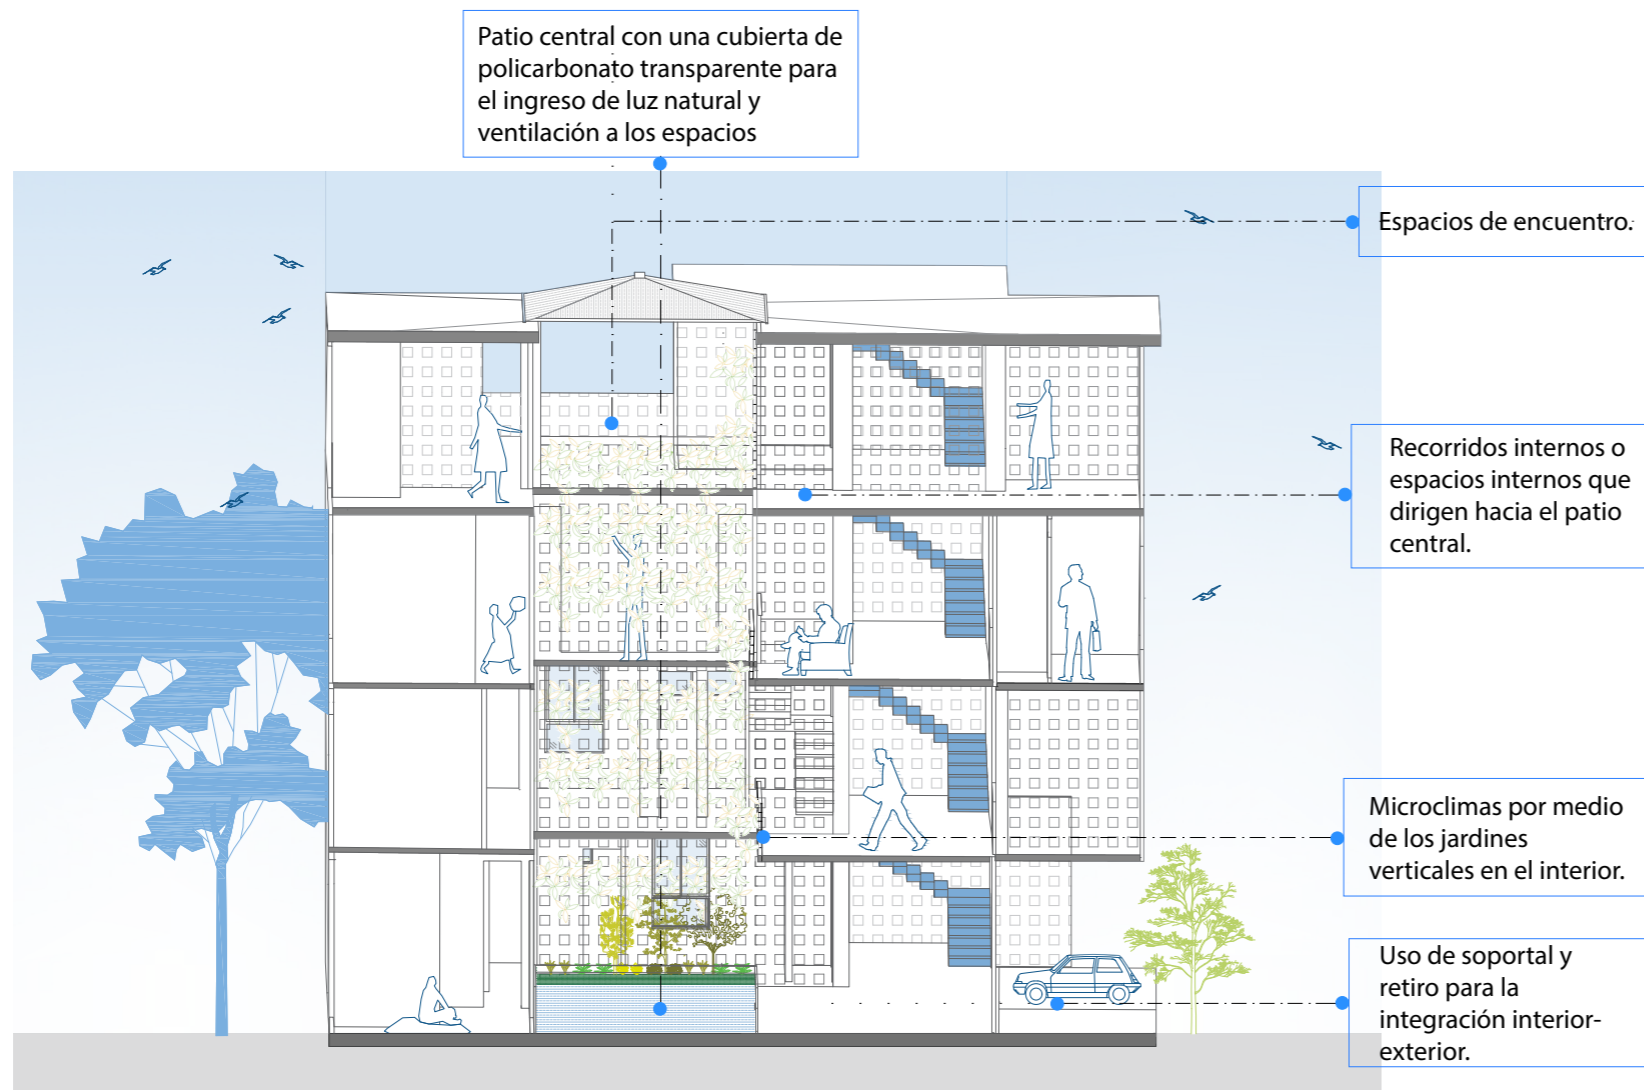 Patio central con una cubierta de
policarbonato transparente para
el ingreso de luz natural y
ventilación a los espacios
Espacios de encuentro.
Recorridos internos o
espacios internos que
dirigen hacia el patio
central.
Microclimas por medio
de los jardines
verticales en el interior.
Uso de soportal y
retiro para la
integración interior-
exterior.